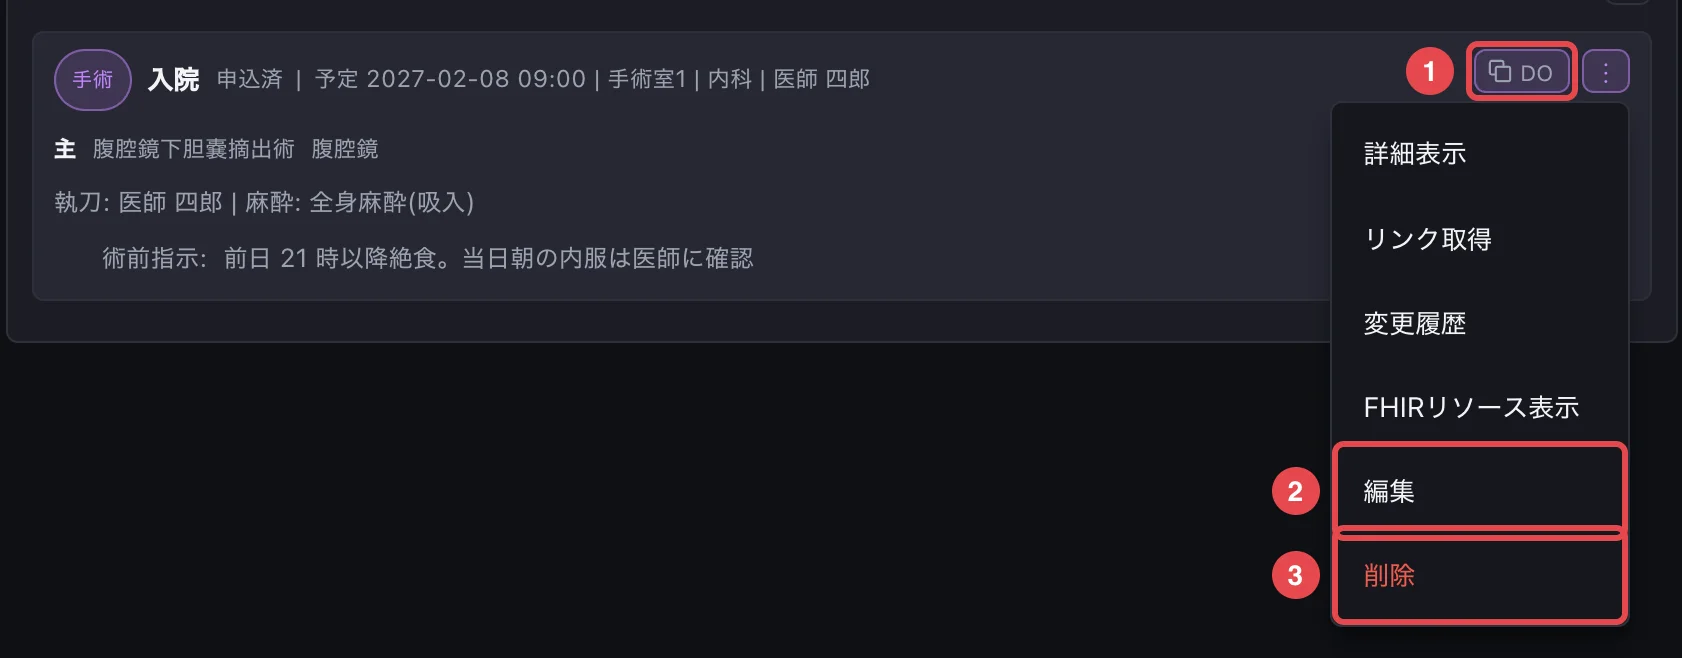 手術 入院 申込済 | 予定 2027-02-08 09:00 | 手術室1 | 内科 | 医師 四郎 1 DO
主 腹腔鏡下胆嚢摘出術 腹腔鏡
執刀: 医師 四郎 | 麻酔: 全身麻酔(吸入)
術前指示: 前日 21 時以降絶食。当日朝の内服は医師に確認
詳細表示
リンク取得
変更履歴
FHIRリソース表示
2 編集
3 削除